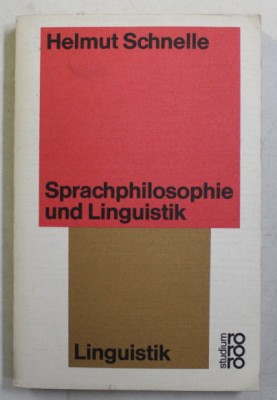 Helmut Schnelle
Sprachphilosophie
und Linguistik
Linguistik
studium
rororo